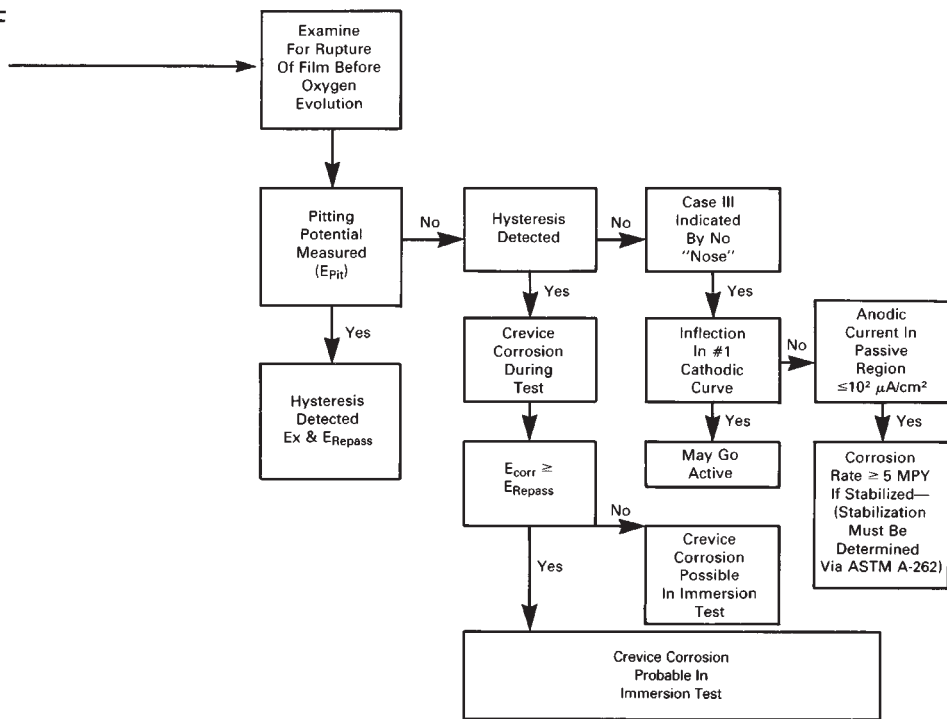 Examine
For Rupture
Of Film Before
Oxygen
Evolution
Pitting
Potential
Measured
(EPit)
No
Hysteresis
Detected
No
Case III
Indicated
By No
"Nose"
Yes
Yes
Yes
Hysteresis
Detected
Ex & ERepass
Crevice
Corrosion
During
Test
Inflection
In #1
Cathodic
Curve
No
Anodic
Current In
Passive
Region
≤10² μA/cm²
Yes
Yes
Ecorr ≥
ERepass
May Go
Active
Corrosion
Rate ≥ 5 MPY
If Stabilized—
(Stabilization
Must Be
Determined
Via ASTM A-262)
No
Yes
Crevice
Corrosion
Possible
In Immersion
Test
Crevice Corrosion
Probable In
Immersion Test